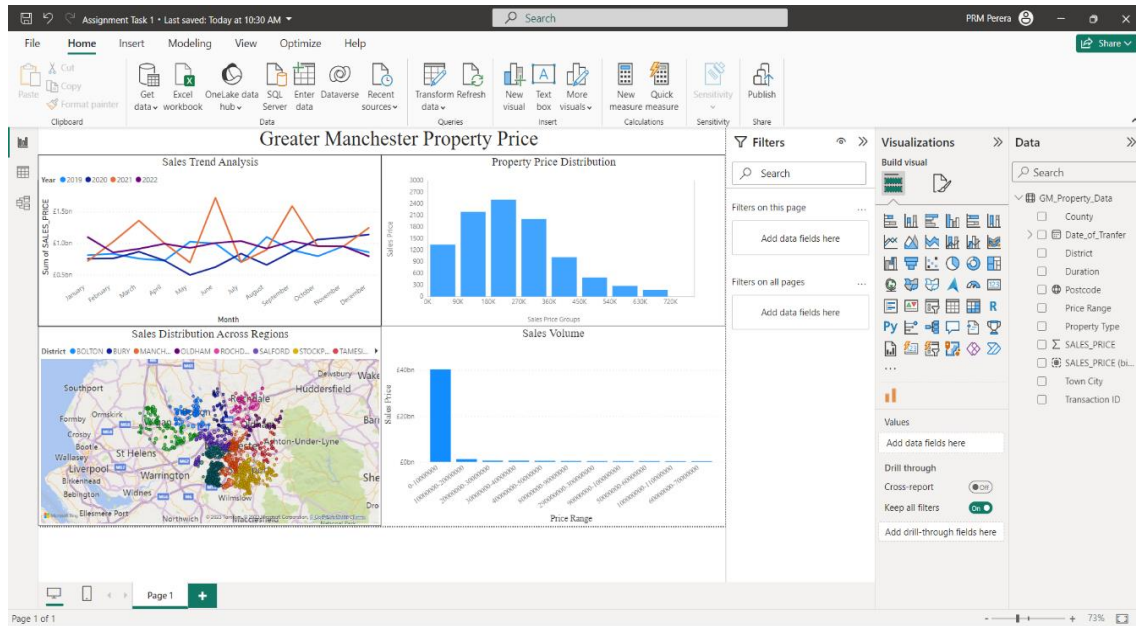 Assignment Task 1 • Last saved: Today at 10:30 AM
Search
PRM Perera
File Home Insert Modeling View Optimize Help
Share
Paste
Cut
Copy
Format painter
Clipboard
Get data
Excel workbook
OneLake data hub
SQL Server
Enter data
Dataverse
Recent sources
Data
Transform data
Refresh
Queries
New visual
Text box
More visuals
Insert
New measure
Quick measure
Calculations
Sensitivity
Sensitivity
Publish
Share
Greater Manchester Property Price
Sales Trend Analysis
Year 2019 2020 2021 2022
Sum of SALES_PRICE
£1.5bn
£1.0bn
£0.5bn
January February March April May June July August September October November December
Month
Property Price Distribution
Sales Price
3000
2700
2400
2100
1800
1500
1200
900
600
300
0
0K 90K 180K 270K 360K 450K 540K 630K 720K
Sales Price Groups
Sales Distribution Across Regions
District BOLTON BURY MANCH... OLDHAM ROCHD... SALFORD STOCKP... TAMESI...
Dewsbury
Wake
Southport
Huddersfield
Formby
Ormskirk
Crosby
Bootle
Wallasey
St Helens
Ashton-Under-Lyne
Liverpool
Birkenhead
Warrington
Bebington
Widnes
Wilmslow
Ellesmere Port
Northwich
Macclesfield
Sales Volume
Sales Price
£40bn
£20bn
£0bn
Price Range
Filters
Search
Filters on this page ...
Add data fields here
Filters on all pages ...
Add data fields here
Visualizations
Build visual
R
Py
...
Values
Add data fields here
Drill through
Cross-report
Off
Keep all filters
On
Add drill-through fields here
Data
Search
GM_Property_Data
County
Date_of_Tranfer
District
Duration
Postcode
Price Range
Property Type
SALES_PRICE
SALES_PRICE (bi...
Town City
Transaction ID
Page 1
Page 1 of 1
73%